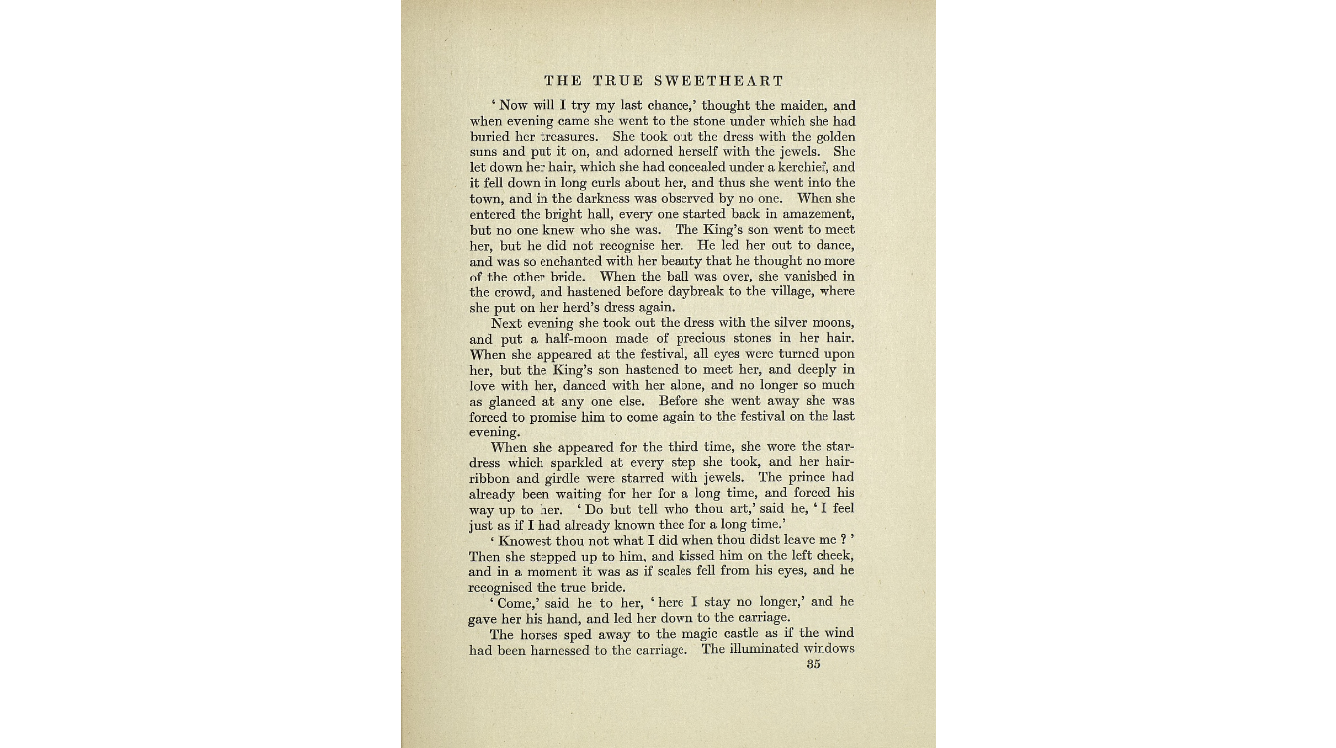 THE TRUE SWEETHEART
‘ Now will I try my last chance,’ thought the maiden, and
when evening came she went to the stone under which she had
buried her treasures. She took out the dress with the golden
suns and put it on, and adorned herself with the jewels. She
let down her hair, which she had concealed under a kerchief, and
it fell down in long curls about her, and thus she went into the
town, and in the darkness was observed by no one. When she
entered the bright hall, every one started back in amazement,
but no one knew who she was. The King’s son went to meet
her, but he did not recognise her. He led her out to dance,
and was so enchanted with her beauty that he thought no more
of the other bride. When the ball was over, she vanished in
the crowd, and hastened before daybreak to the village, where
she put on her herd’s dress again.
Next evening she took out the dress with the silver moons,
and put a half-moon made of precious stones in her hair.
When she appeared at the festival, all eyes were turned upon
her, but the King’s son hastened to meet her, and deeply in
love with her, danced with her alone, and no longer so much
as glanced at any one else. Before she went away she was
forced to promise him to come again to the festival on the last
evening.
When she appeared for the third time, she wore the star-
dress which sparkled at every step she took, and her hair-
ribbon and girdle were starred with jewels. The prince had
already been waiting for her for a long time, and forced his
way up to her. ‘ Do but tell who thou art,’ said he, ‘ I feel
just as if I had already known thee for a long time.’
‘ Knowest thou not what I did when thou didst leave me ? ’
Then she stepped up to him, and kissed him on the left cheek,
and in a moment it was as if scales fell from his eyes, and he
recognised the true bride.
‘ Come,’ said he to her, ‘ here I stay no longer,’ and he
gave her his hand, and led her down to the carriage.
The horses sped away to the magic castle as if the wind
had been harnessed to the carriage. The illuminated windows
35